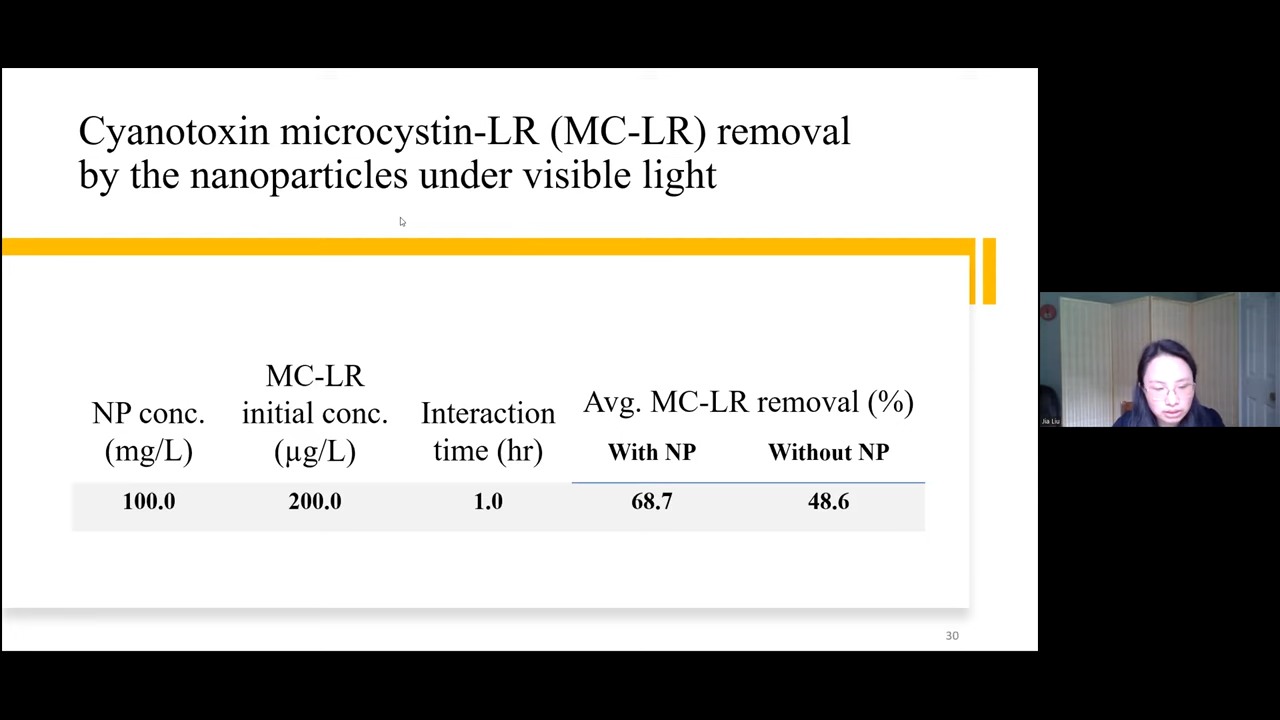 Cyanotoxin microcystin-LR (MC-LR) removal
by the nanoparticles under visible light
NP conc.
(mg/L)
MC-LR
initial conc.
(µg/L)
Interaction
time (hr)
Avg. MC-LR removal (%)
With NP
Without NP
100.0
200.0
1.0
68.7
48.6
30
Jia Liu